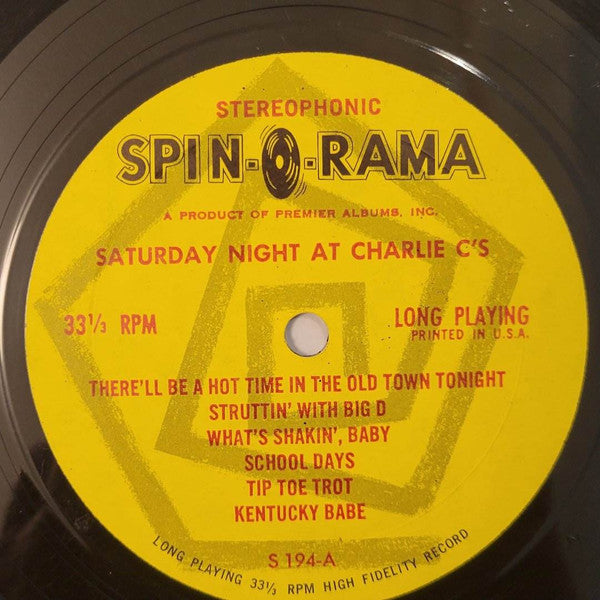 STEREOPHONIC
SPIN-O-RAMA
A PRODUCT OF PREMIER ALBUMS, INC.
SATURDAY NIGHT AT CHARLIE C'S
33⅓ RPM
LONG PLAYING
PRINTED IN U.S.A.
THERE'LL BE A HOT TIME IN THE OLD TOWN TONIGHT
STRUTTIN' WITH BIG D
WHAT'S SHAKIN', BABY
SCHOOL DAYS
TIP TOE TROT
KENTUCKY BABE
S 194-A
LONG PLAYING 33⅓ RPM HIGH FIDELITY RECORD